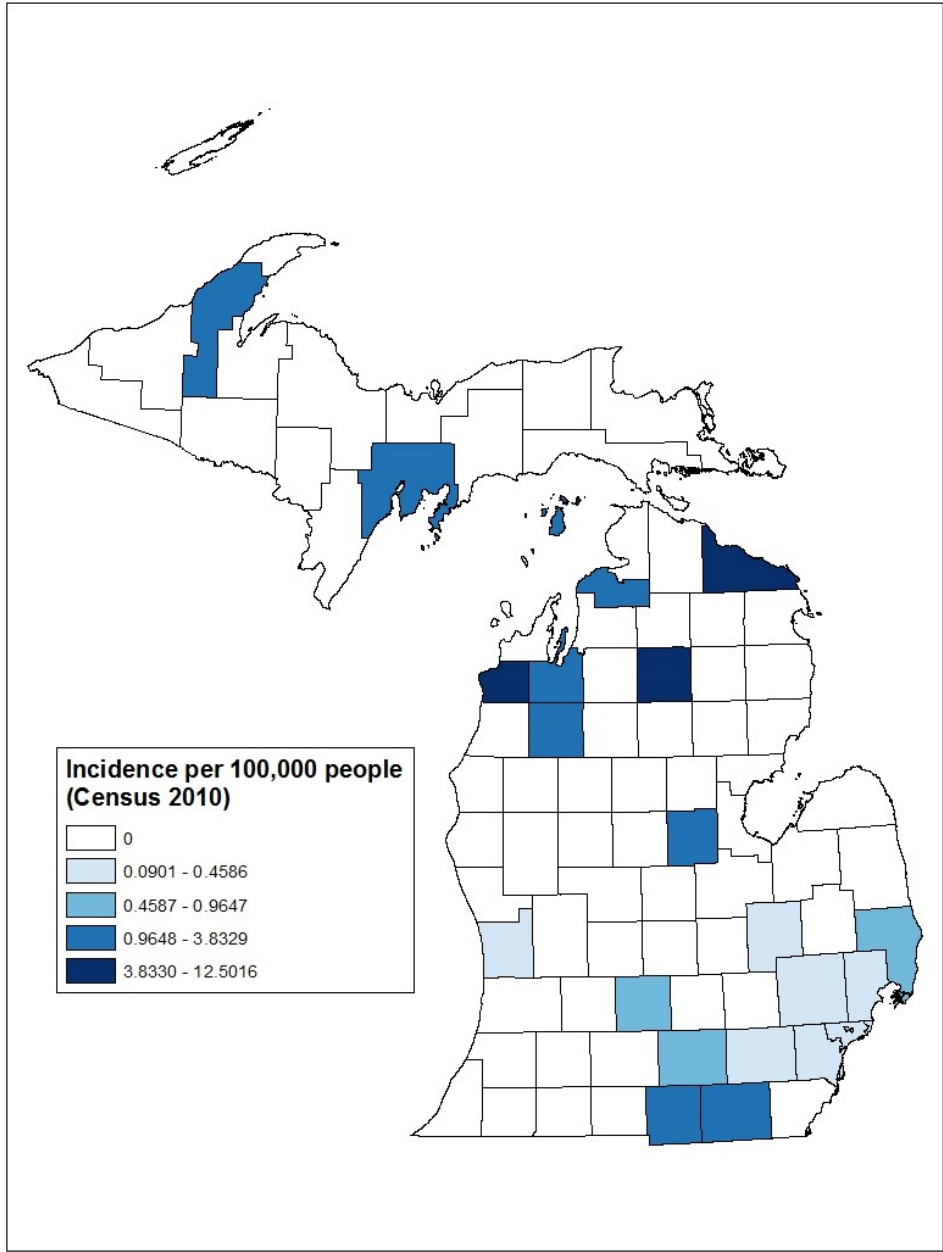 Incidence per 100,000 people
(Census 2010)
0
0.0901 - 0.4586
0.4587 - 0.9647
0.9648 - 3.8329
3.8330 - 12.5016